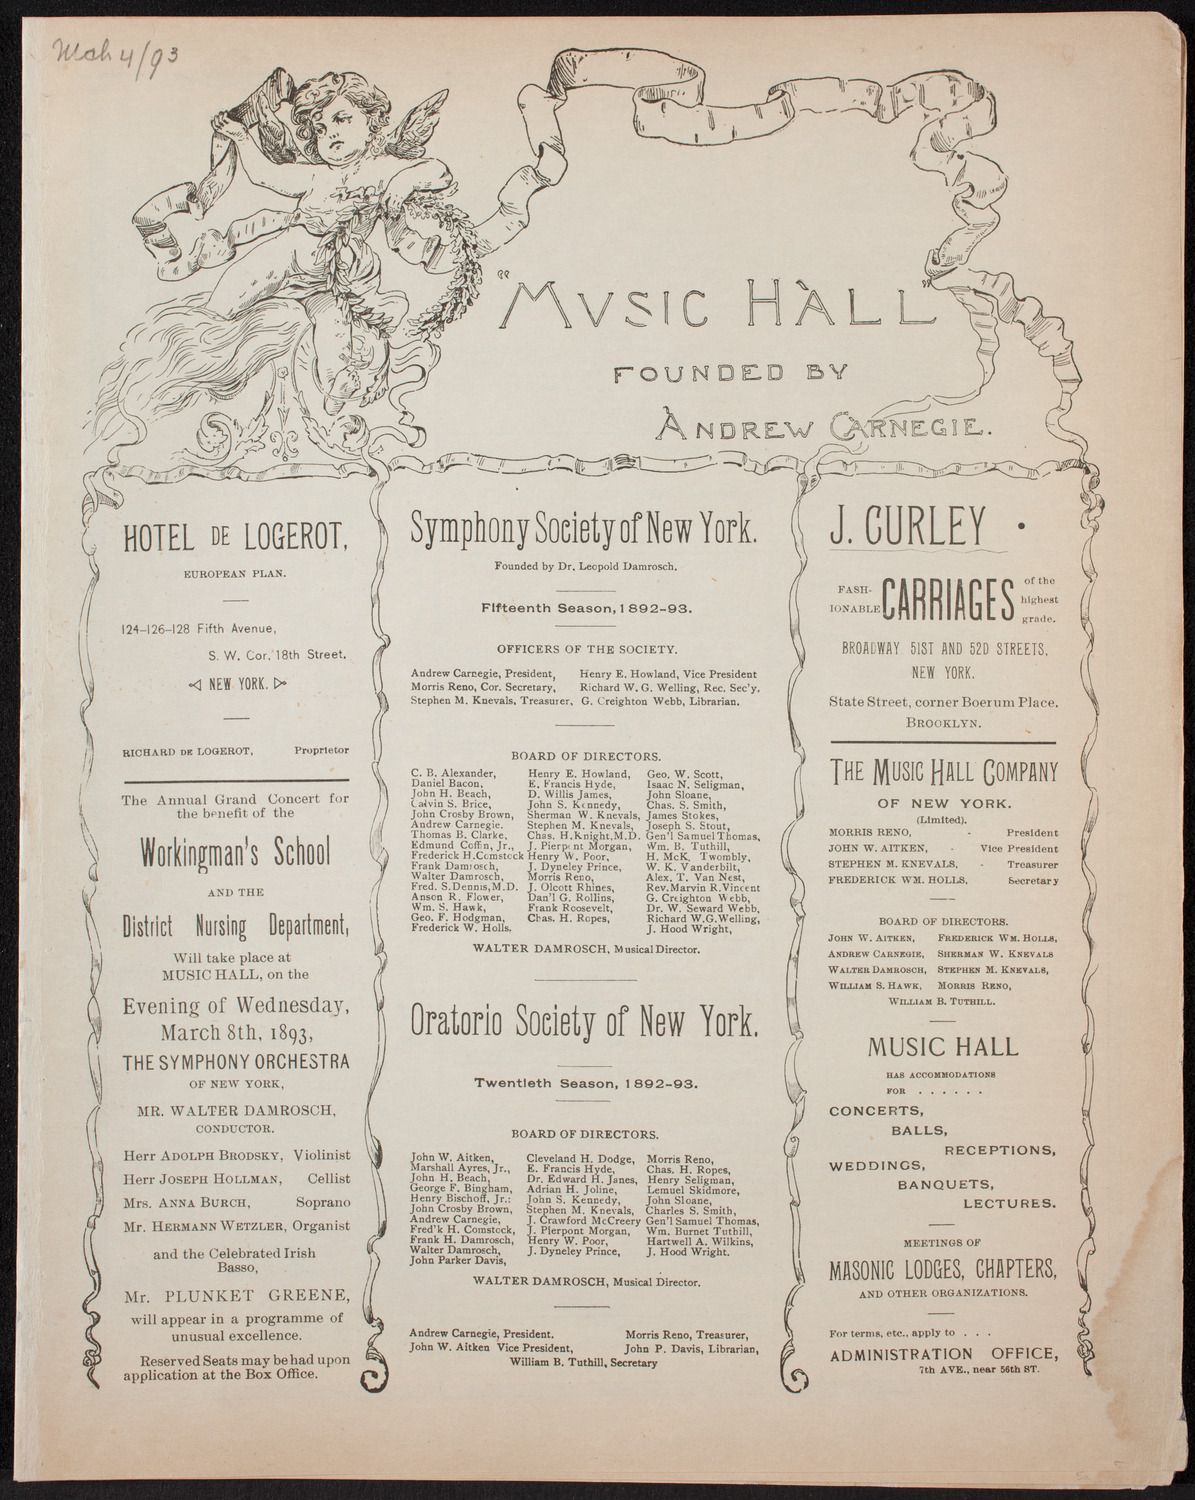 Mch 4/93
"MVSIC HALL"
FOUNDED BY
ANDREW CARNEGIE.
HOTEL DE LOGEROT,
EUROPEAN PLAN.
124-126-128 Fifth Avenue,
S. W. Cor. 18th Street.
NEW YORK.
RICHARD DE LOGEROT, Proprietor
The Annual Grand Concert for
the benefit of the
Workingman's School
AND THE
District Nursing Department,
Will take place at
MUSIC HALL, on the
Evening of Wednesday,
March 8th, 1893,
THE SYMPHONY ORCHESTRA
OF NEW YORK,
MR. WALTER DAMROSCH,
CONDUCTOR.
Herr ADOLPH BRODSKY, Violinist
Herr JOSEPH HOLLMAN, Cellist
Mrs. ANNA BURCH, Soprano
Mr. HERMANN WETZLER, Organist
and the Celebrated Irish
Basso,
Mr. PLUNKET GREENE,
will appear in a programme of
unusual excellence.
Reserved Seats may be had upon
application at the Box Office.
Symphony Society of New York.
Founded by Dr. Leopold Damrosch.
Fifteenth Season, 1892-93.
OFFICERS OF THE SOCIETY.
Andrew Carnegie, President, Henry E. Howland, Vice President
Morris Reno, Cor. Secretary, Richard W. G. Welling, Rec. Sec'y.
Stephen M. Knevals, Treasurer, G. Creighton Webb, Librarian.
BOARD OF DIRECTORS.
C. B. Alexander, Henry E. Howland, Geo. W. Scott,
Daniel Bacon, E. Francis Hyde, Isaac N. Seligman,
John H. Beach, D. Willis James, John Sloane,
Calvin S. Brice, John S. Kennedy, Chas. S. Smith,
John Crosby Brown, Sherman W. Knevals, James Stokes,
Andrew Carnegie. Stephen M. Knevals, Joseph S. Stout,
Thomas B. Clarke, Chas. H. Knight, M.D. Gen'l Samuel Thomas,
Edmund Coffin, Jr., J. Pierpont Morgan, Wm. B. Tuthill,
Frederick H. Comstock Henry W. Poor, H. McK. Twombly,
Frank Damrosch, J. Dyneley Prince, W. K. Vanderbilt,
Walter Damrosch, Morris Reno, Alex. T. Van Nest,
Fred. S. Dennis, M.D. J. Olcott Rhines, Rev. Marvin R. Vincent
Anson R. Flower, Dan'l G. Rollins, G. Creighton Webb,
Wm. S. Hawk, Frank Roosevelt, Dr. W. Seward Webb,
Geo. F. Hodgman, Chas. H. Ropes, Richard W.G. Welling,
Frederick W. Holls. J. Hood Wright,
WALTER DAMROSCH, Musical Director.
Oratorio Society of New York.
Twentieth Season, 1892-93.
BOARD OF DIRECTORS.
John W. Aitken, Cleveland H. Dodge, Morris Reno,
Marshall Ayres, Jr., E. Francis Hyde, Chas. H. Ropes,
John H. Beach, Dr. Edward H. Janes, Henry Seligman,
George F. Bingham, Adrian H. Joline, Lemuel Skidmore,
Henry Bischoff, Jr.: John S. Kennedy, John Sloane,
John Crosby Brown, Stephen M. Knevals, Charles S. Smith,
Andrew Carnegie, J. Crawford McCreery Gen'l Samuel Thomas,
Fred'k H. Comstock, J. Pierpont Morgan, Wm. Burnet Tuthill,
Frank H. Damrosch, Henry W. Poor, Hartwell A. Wilkins,
Walter Damrosch, J. Dyneley Prince, J. Hood Wright.
John Parker Davis,
WALTER DAMROSCH, Musical Director.
Andrew Carnegie, President. Morris Reno, Treasurer,
John W. Aitken Vice President, John P. Davis, Librarian,
William B. Tuthill, Secretary
J. CURLEY
FASH-
IONABLE CARRIAGES of the
highest
grade.
BROADWAY 51ST AND 52D STREETS,
NEW YORK.
State Street, corner Boerum Place.
BROOKLYN.
THE MUSIC HALL COMPANY
OF NEW YORK.
(Limited).
MORRIS RENO, - President
JOHN W. AITKEN, - Vice President
STEPHEN M. KNEVALS, - Treasurer
FREDERICK WM. HOLLS, Secretary
BOARD OF DIRECTORS.
JOHN W. AITKEN, FREDERICK WM. HOLLS,
ANDREW CARNEGIE, SHERMAN W. KNEVALS
WALTER DAMROSCH, STEPHEN M. KNEVALS,
WILLIAM S. HAWK, MORRIS RENO,
WILLIAM B. TUTHILL.
MUSIC HALL
HAS ACCOMMODATIONS
FOR . . . . . .
CONCERTS,
BALLS,
RECEPTIONS,
WEDDINGS,
BANQUETS,
LECTURES.
MEETINGS OF
MASONIC LODGES, CHAPTERS,
AND OTHER ORGANIZATIONS.
For terms, etc., apply to . . .
ADMINISTRATION OFFICE,
7th AVE., near 56th ST.